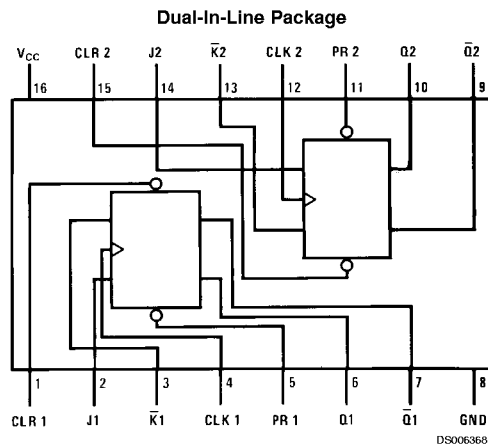 Dual-In-Line Package
V_CC CLR 2 J2 K̅2 CLK 2 PR 2 Q2 Q̅2
16 15 14 13 12 11 10 9
1 2 3 4 5 6 7 8
CLR 1 J1 K̅1 CLK 1 PR 1 Q1 Q̅1 GND
DS006368